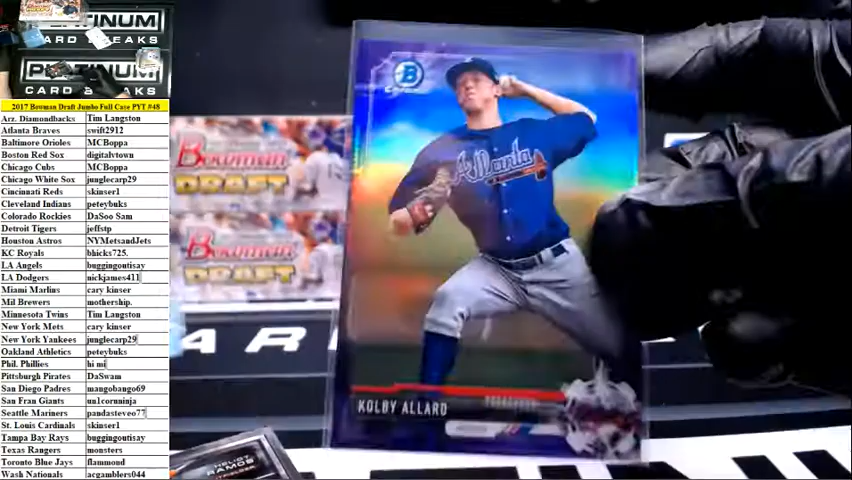 PLATINUM
CARD BREAKS
PLATINUM
CARD BREAKS
2017 Bowman Draft Jumbo Full Case PYT #48
Arz. Diamondbacks Tim Langston
Atlanta Braves swift2912
Baltimore Orioles MCBoppa
Boston Red Sox digitalvtown
Chicago Cubs MCBoppa
Chicago White Sox junglecarp29
Cincinati Reds skinser1
Cleveland Indians peteybuks
Colorado Rockies DaSoo Sam
Detroit Tigers jeffstp
Houston Astros NYMetsandJets
KC Royals bhicks725.
LA Angels buggingoutisay
LA Dodgers nickjames411
Miami Marlins cary kinser
Mil Brewers mothership.
Minnesota Twins Tim Langston
New York Mets cary kinser
New York Yankees junglecarp29
Oakland Athletics peteybuks
Phil. Phillies hi mi
Pittsburgh Pirates DaSwam
San Diego Padres mangobango69
San Fran Giants un1cornninja
Seattle Mariners pandasteveo77
St. Louis Cardinals skinser1
Tampa Bay Rays buggingoutisay
Texas Rangers monsters
Toronto Blue Jays flammond
Wash Nationals acgamblers044
Bowman
DRAFT
Bowman
DRAFT
B
Atlanta
KOLBY ALLARD
HELIOT
RAMOS